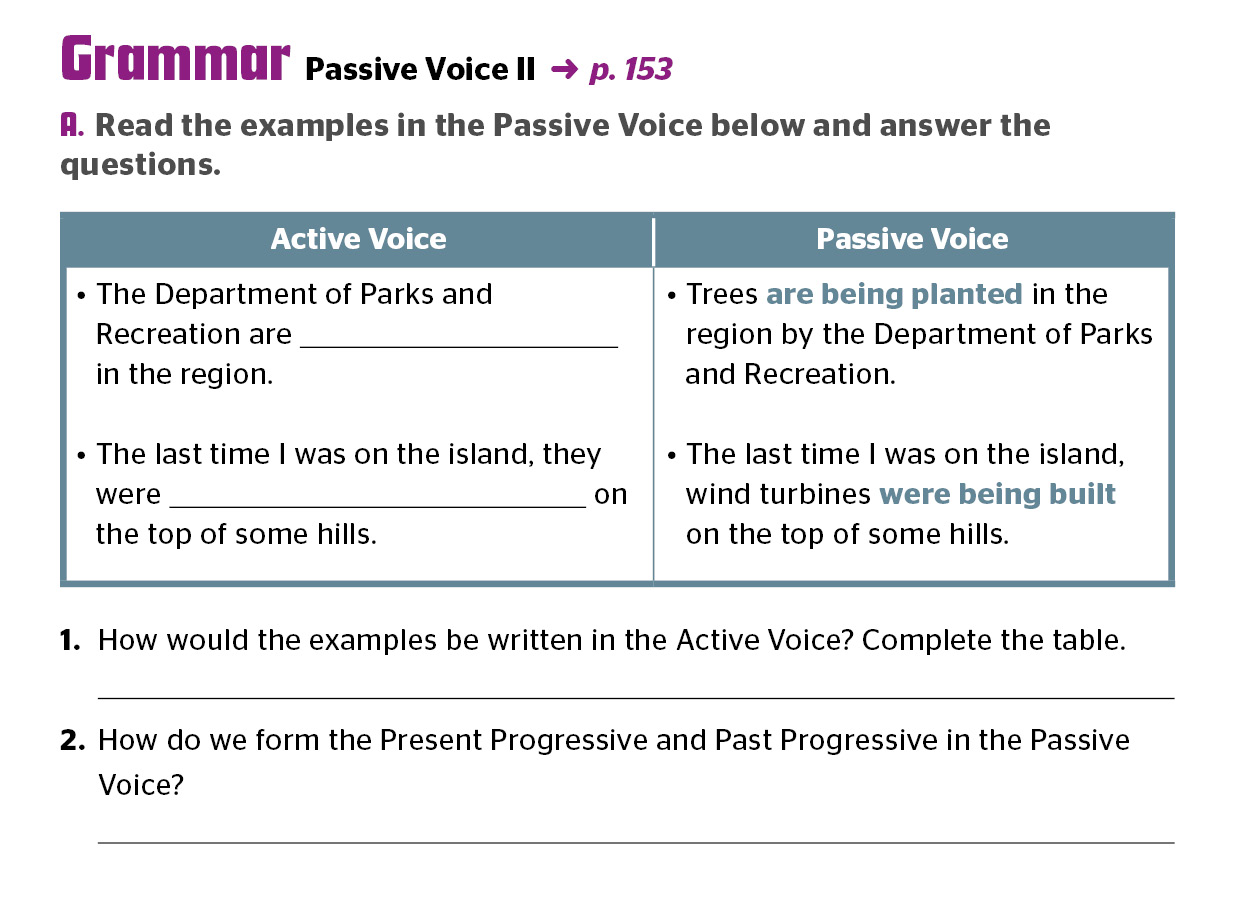 Grammar Passive Voice II → p. 153
A. Read the examples in the Passive Voice below and answer the
questions.
Active Voice
Passive Voice
• The Department of Parks and
Recreation are ____________________
in the region.
• Trees are being planted in the
region by the Department of Parks
and Recreation.
• The last time I was on the island, they
were __________________________ on
the top of some hills.
• The last time I was on the island,
wind turbines were being built
on the top of some hills.
1. How would the examples be written in the Active Voice? Complete the table.
2. How do we form the Present Progressive and Past Progressive in the Passive
Voice?